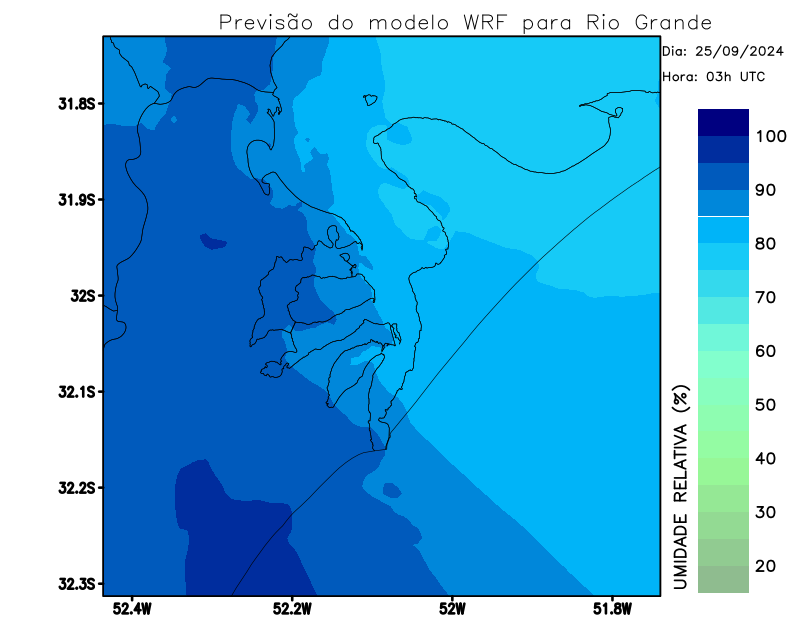 Previsão do modelo WRF para Rio Grande
Dia: 25/09/2024
Hora: 03h UTC
31.8S
31.9S
32S
32.1S
32.2S
32.3S
52.4W
52.2W
52W
51.8W
100
90
80
70
60
50
40
30
20
UMIDADE RELATIVA (%)